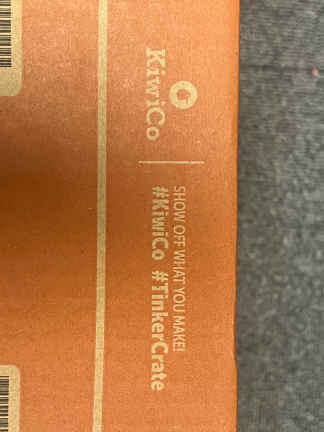 KiwiCo
SHOW OFF WHAT YOU MAKE!
#KiwiCo #TinkerCrate